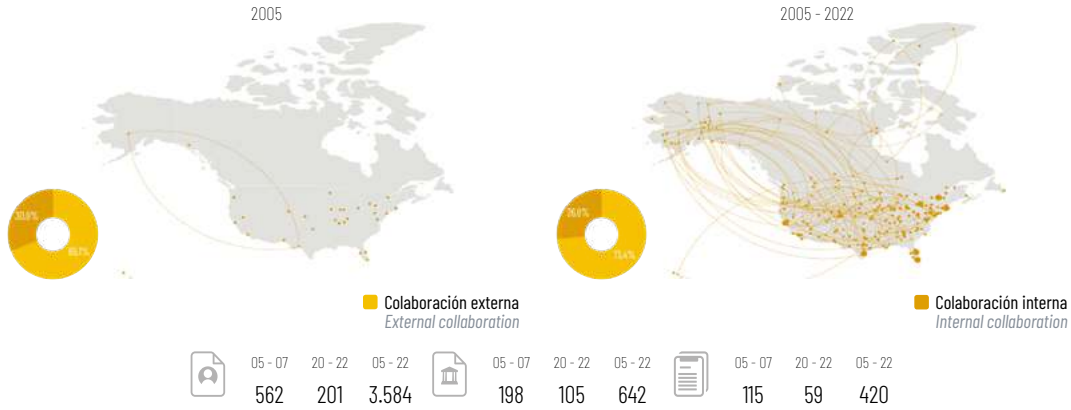 2005
2005 - 2022
30,9%
69,1%
73,4%
Colaboración externa
External collaboration
Colaboración interna
Internal collaboration
05 - 07 20 - 22 05 - 22 05 - 07 20 - 22 05 - 22 05 - 07 20 - 22 05 - 22
562 201 3.584 198 105 642 115 59 420